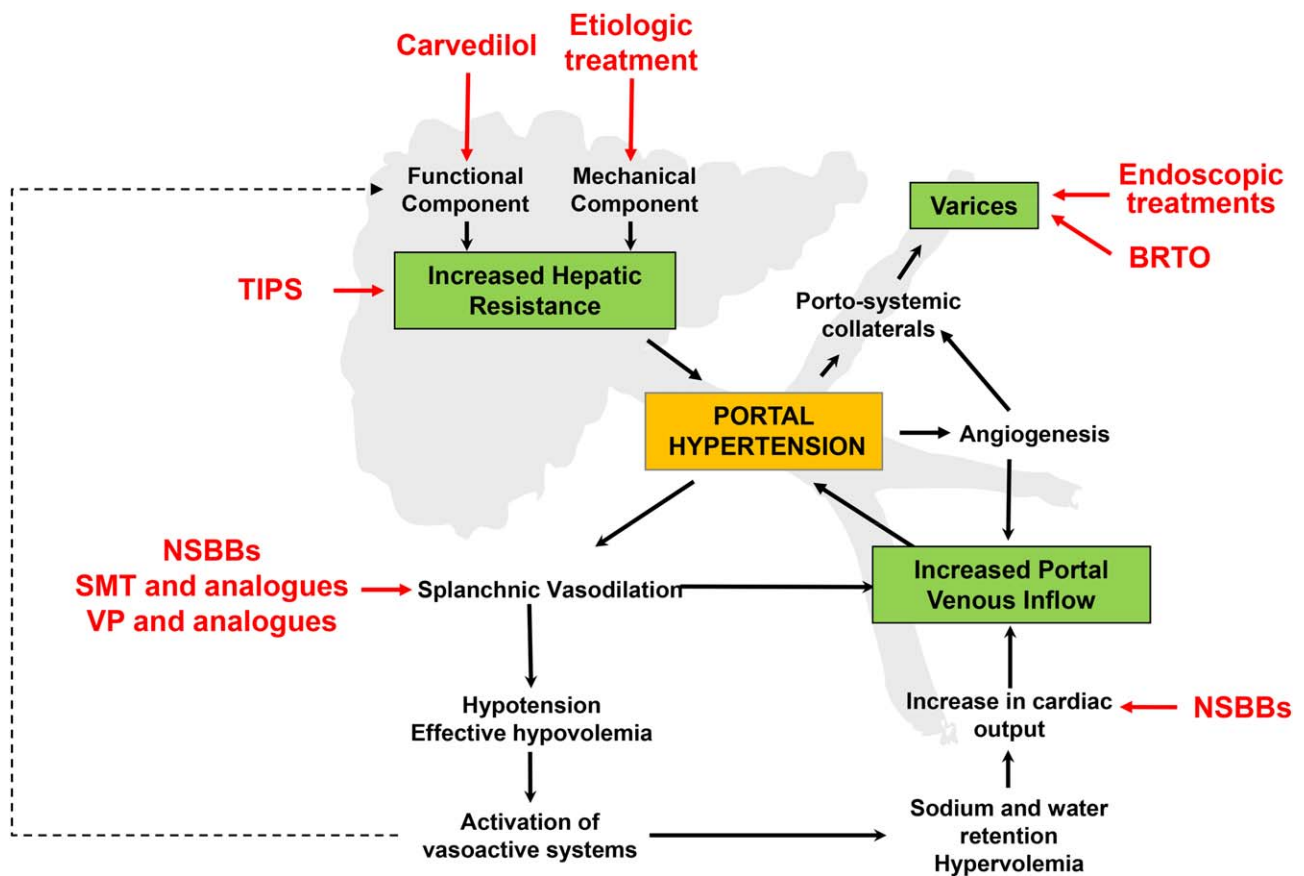 Carvedilol
Etiologic
treatment
Functional
Component
Mechanical
Component
Varices
Endoscopic
treatments
BRTO
TIPS
Increased Hepatic
Resistance
Porto-systemic
collaterals
PORTAL
HYPERTENSION
Angiogenesis
NSBBs
SMT and analogues
VP and analogues
Splanchnic Vasodilation
Increased Portal
Venous Inflow
Hypotension
Effective hypovolemia
Increase in cardiac
output
NSBBs
Activation of
vasoactive systems
Sodium and water
retention
Hypervolemia